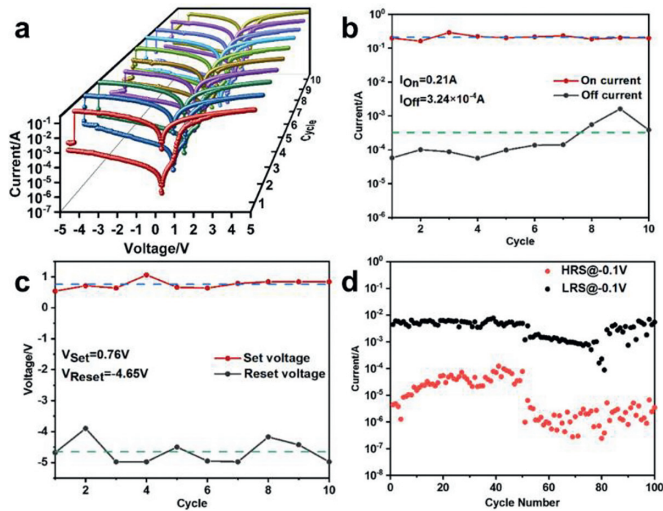 a
Current/A
10⁻¹
10⁻²
10⁻³
10⁻⁴
10⁻⁵
10⁻⁶
10⁻⁷
-5 -4 -3 -2 -1 0 1 2 3 4 5
Voltage/V
1 2 3 4 5 6 7 8 9 10
Cycle
b
Current/A
10⁰
10⁻¹
10⁻²
10⁻³
10⁻⁴
10⁻⁵
10⁻⁶
I_On=0.21A
I_Off=3.24×10⁻⁴A
On current
Off current
2 4 6 8 10
Cycle
c
Voltage/V
1
0
-1
-2
-3
-4
-5
V_Set=0.76V
V_Reset=-4.65V
Set voltage
Reset voltage
2 4 6 8 10
Cycle
d
HRS@-0.1V
LRS@-0.1V
Current/A
10⁰
10⁻¹
10⁻²
10⁻³
10⁻⁴
10⁻⁵
10⁻⁶
10⁻⁷
10⁻⁸
0 20 40 60 80 100
Cycle Number